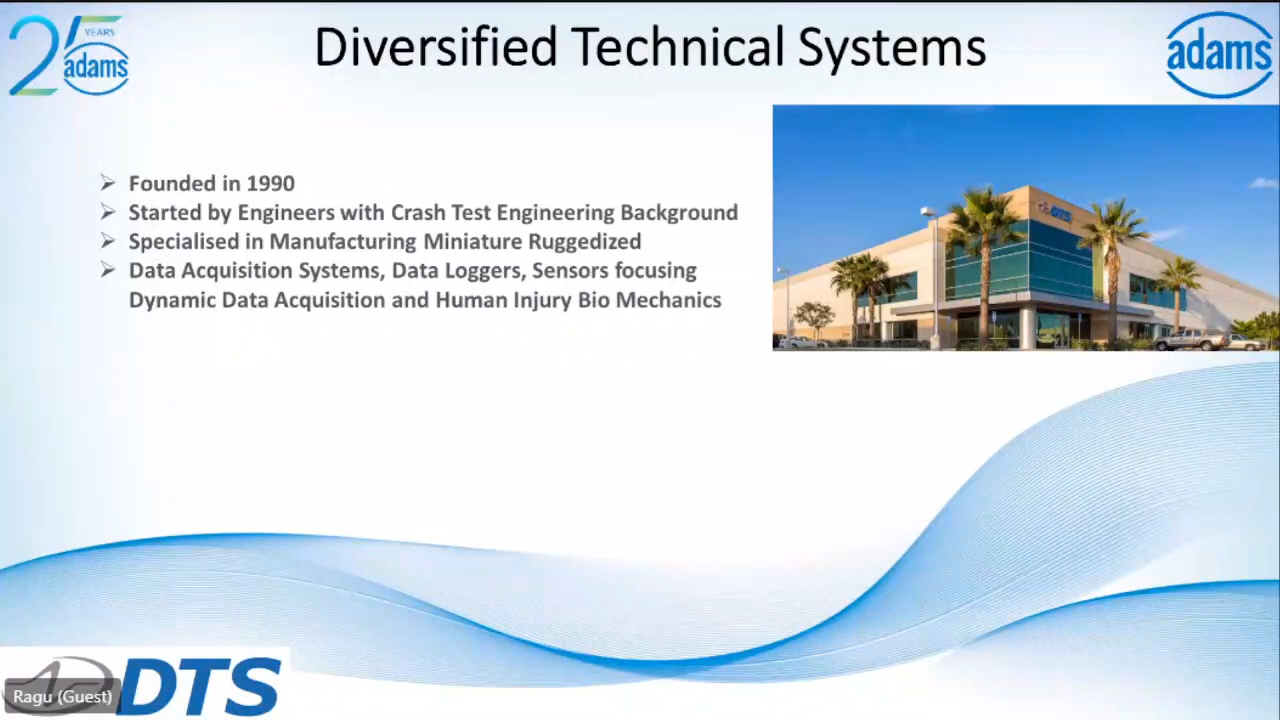 25 YEARS
adams
Diversified Technical Systems
adams
Founded in 1990
Started by Engineers with Crash Test Engineering Background
Specialised in Manufacturing Miniature Ruggedized
Data Acquisition Systems, Data Loggers, Sensors focusing
Dynamic Data Acquisition and Human Injury Bio Mechanics
DTS
DTS
Ragu (Guest)